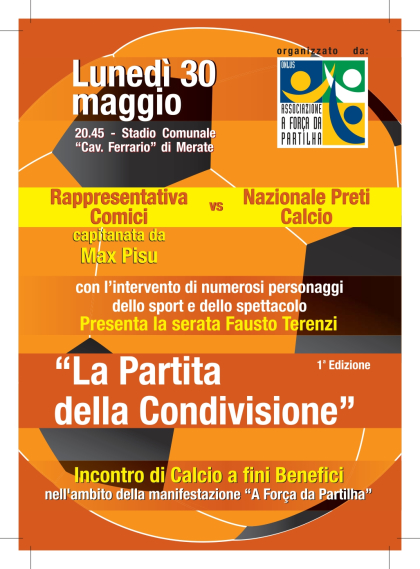 organizzato da:
Lunedì 30
maggio
ONLUS
ASSOCIAZIONE
A FORÇA DA
PARTILHA
20.45 - Stadio Comunale
“Cav. Ferrario” di Merate
Rappresentativa
Comici
vs
Nazionale Preti
Calcio
capitanata da
Max Pisu
con l’intervento di numerosi personaggi
dello sport e dello spettacolo
Presenta la serata Fausto Terenzi
“La Partita
1° Edizione
della Condivisione”
Incontro di Calcio a fini Benefici
nell'ambito della manifestazione “A Força da Partilha”